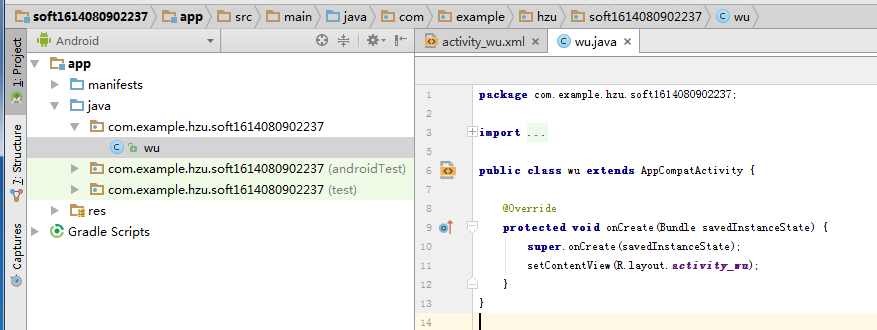 soft1614080902237 app src main java com example hzu soft1614080902237 wu
1: Project
7: Structure
Captures
Android
app
manifests
java
com.example.hzu.soft1614080902237
wu
com.example.hzu.soft1614080902237 (androidTest)
com.example.hzu.soft1614080902237 (test)
res
Gradle Scripts
activity_wu.xml × wu.java ×
1 package com.example.hzu.soft1614080902237;
2
3 import ...
5
6 public class wu extends AppCompatActivity {
7
8 @Override
9 protected void onCreate(Bundle savedInstanceState) {
10 super.onCreate(savedInstanceState);
11 setContentView(R.layout.activity_wu);
12 }
13 }
14